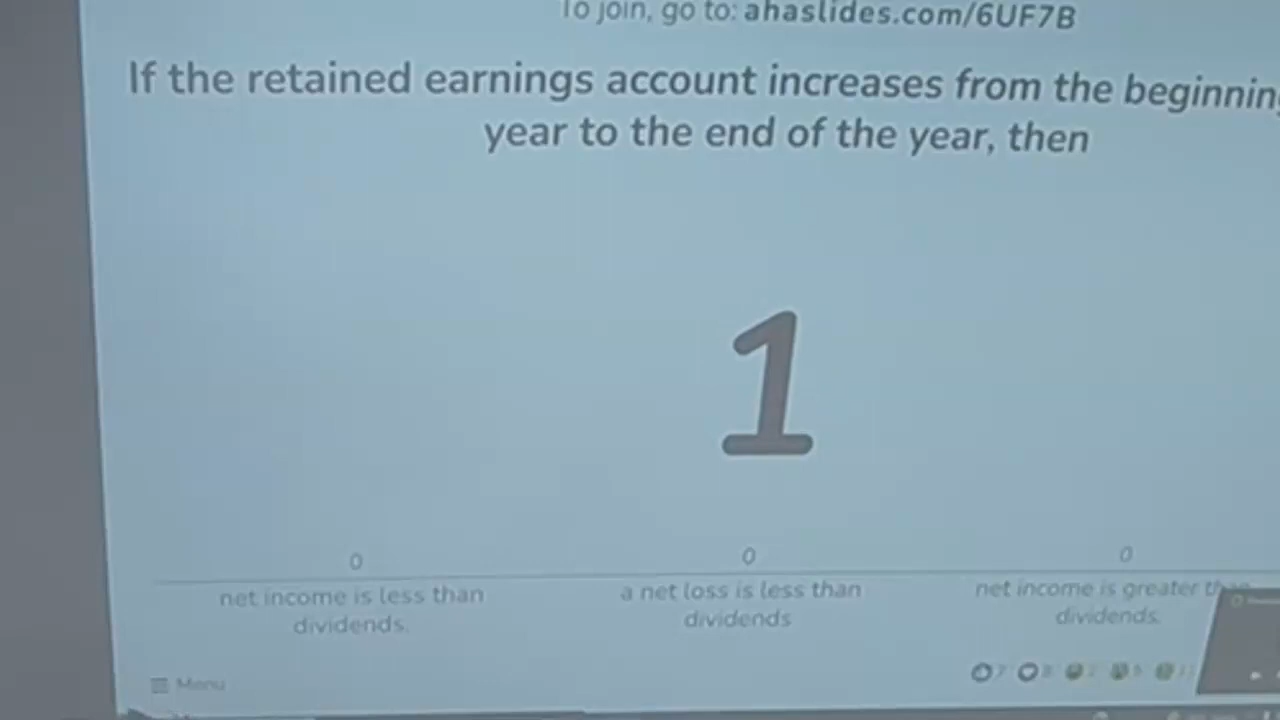 To join, go to: ahaslides.com/6UF7B
If the retained earnings account increases from the
year to the end of the year, then
1
0 0 0
net income is less than a net loss is less than net income is greater
dividends. dividends dividends.
Menu